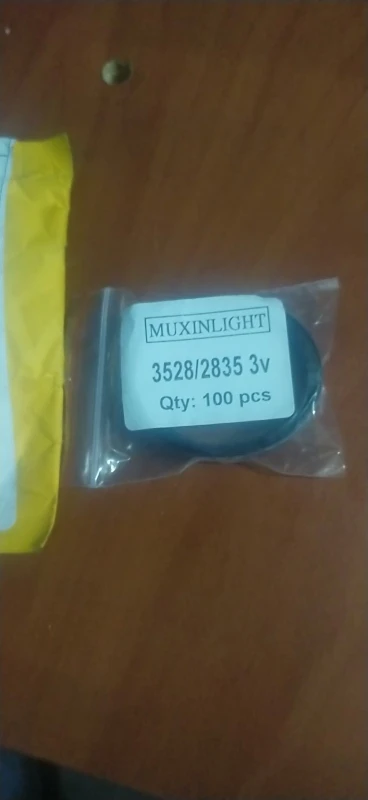 MUXINLIGHT
3528/2835 3v
Qty: 100 pcs